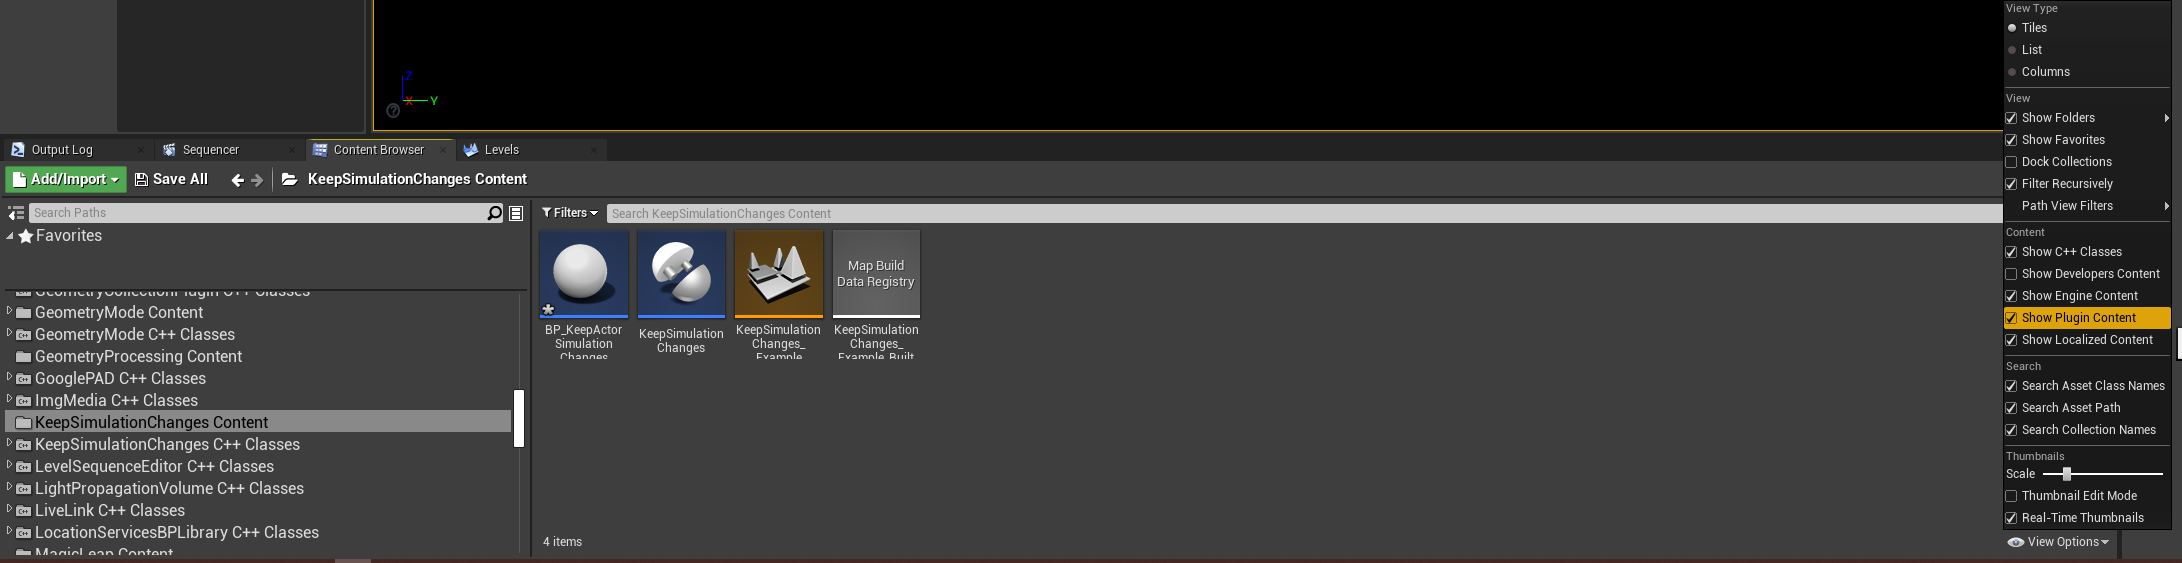 Z
X
Y
?
Output Log
Sequencer
Content Browser
Levels
Add/Import
Save All
KeepSimulationChanges Content
Search Paths
Favorites
GeometryCollectionPlugin C++ Classes
GeometryMode Content
GeometryMode C++ Classes
GeometryProcessing Content
GooglePAD C++ Classes
ImgMedia C++ Classes
KeepSimulationChanges Content
KeepSimulationChanges C++ Classes
LevelSequenceEditor C++ Classes
LightPropagationVolume C++ Classes
LiveLink C++ Classes
LocationServicesBPLibrary C++ Classes
MagicLeap Content
Filters
Search KeepSimulationChanges Content
BP_KeepActor
Simulation
Changes
KeepSimulation
Changes
KeepSimulation
Changes_
Example
Map Build
Data Registry
KeepSimulation
Changes_
Example_Built
4 items
View Type
Tiles
List
Columns
View
Show Folders
Show Favorites
Dock Collections
Filter Recursively
Path View Filters
Content
Show C++ Classes
Show Developers Content
Show Engine Content
Show Plugin Content
Show Localized Content
Search
Search Asset Class Names
Search Asset Path
Search Collection Names
Thumbnails
Scale
Thumbnail Edit Mode
Real-Time Thumbnails
View Options